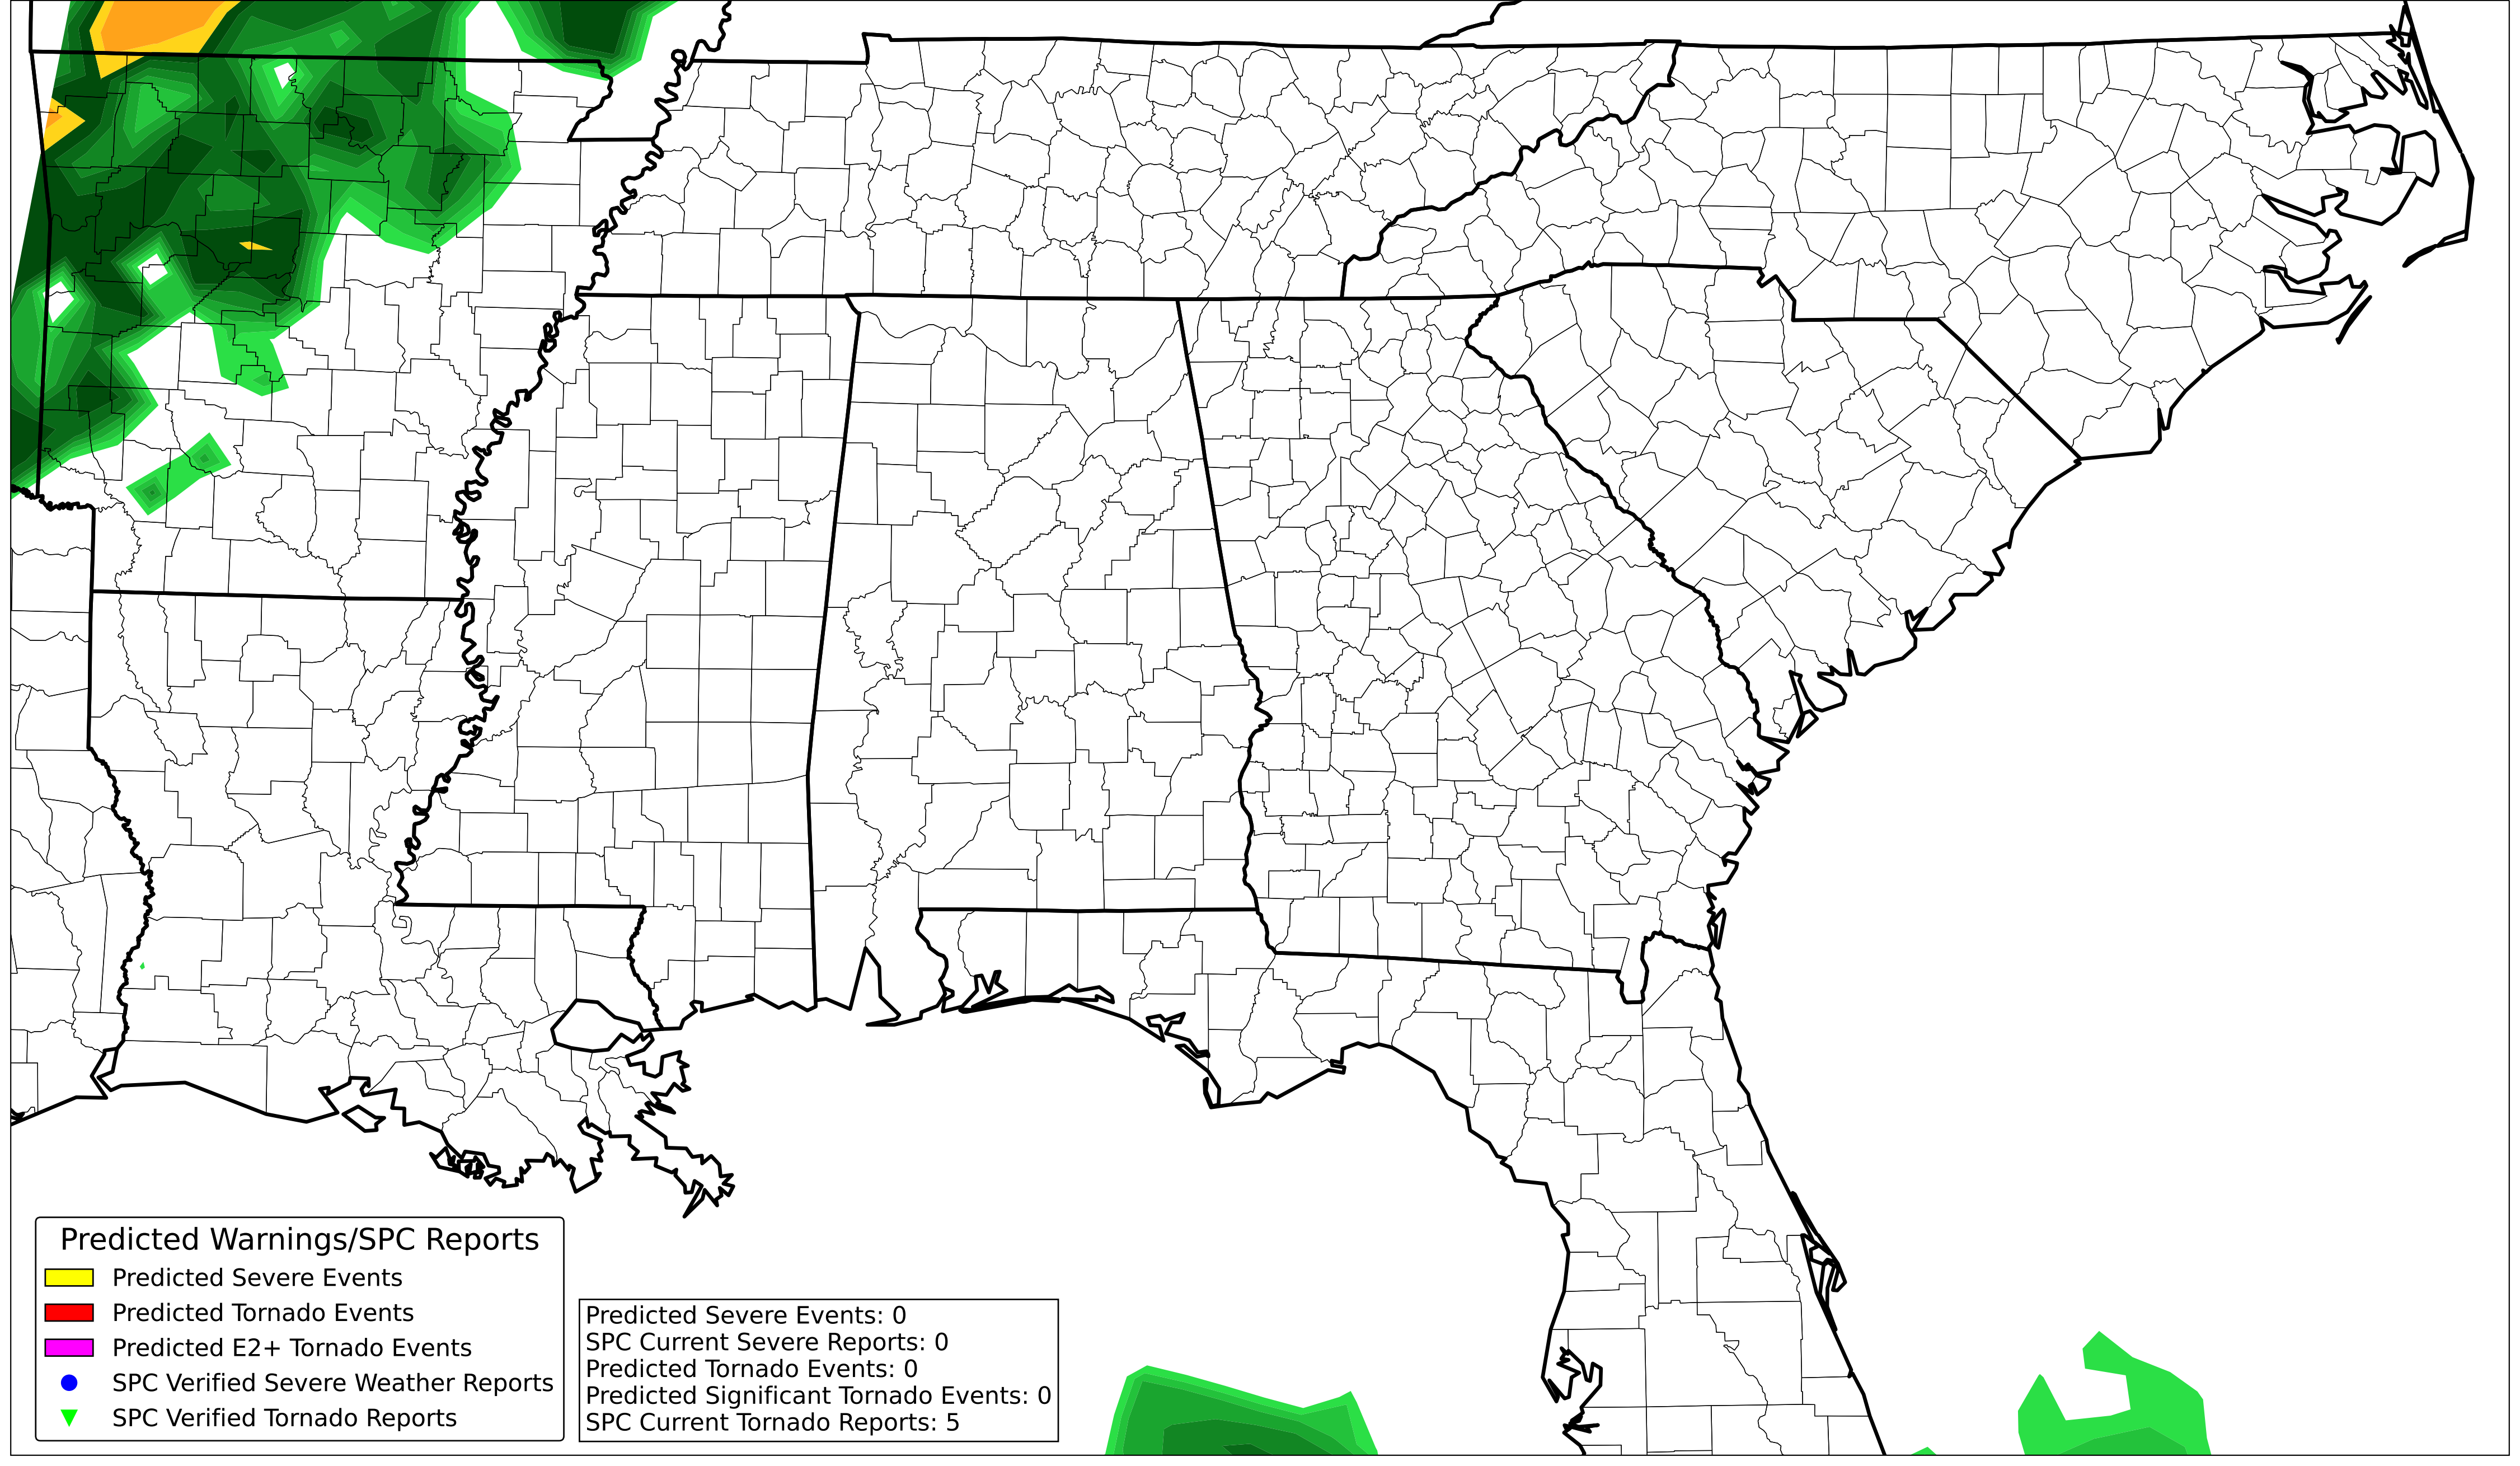 Predicted Warnings/SPC Reports
Predicted Severe Events
Predicted Tornado Events
Predicted E2+ Tornado Events
SPC Verified Severe Weather Reports
SPC Verified Tornado Reports
Predicted Severe Events: 0
SPC Current Severe Reports: 0
Predicted Tornado Events: 0
Predicted Significant Tornado Events: 0
SPC Current Tornado Reports: 5